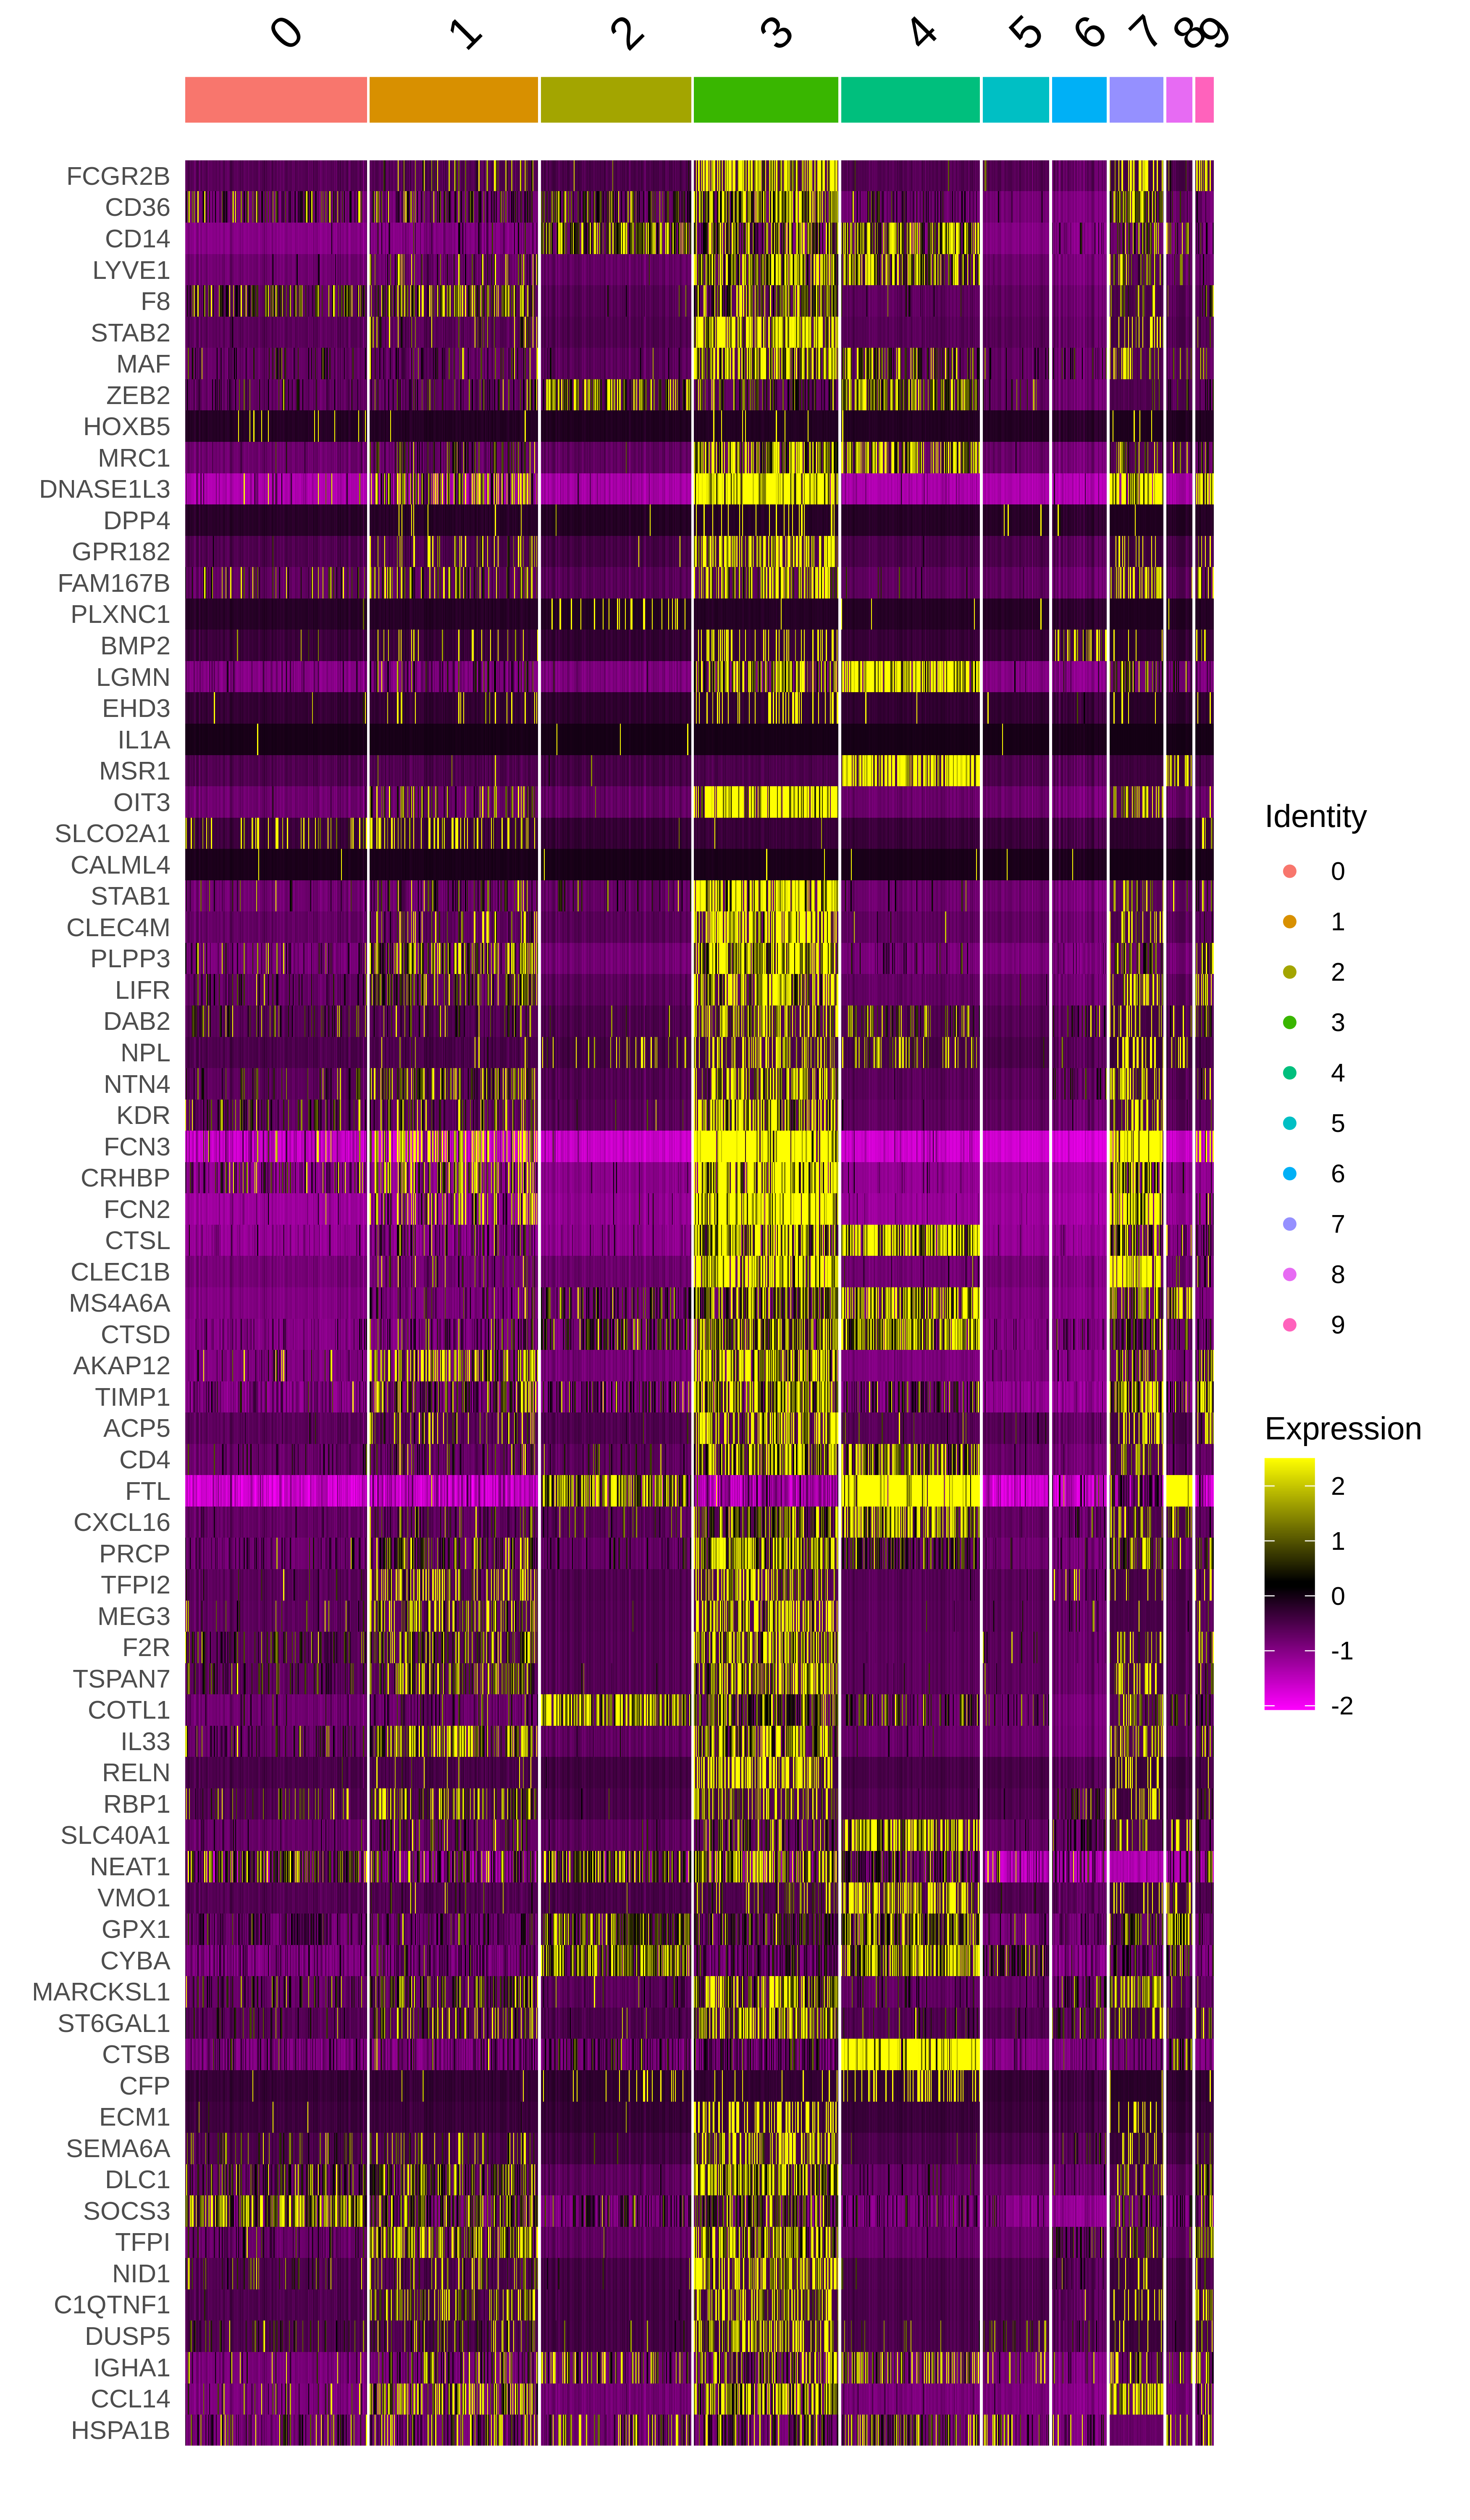 0 1 2 3 4 5 6 7 8 9
FCGR2B
CD36
CD14
LYVE1
F8
STAB2
MAF
ZEB2
HOXB5
MRC1
DNASE1L3
DPP4
GPR182
FAM167B
PLXNC1
BMP2
LGMN
EHD3
IL1A
MSR1
OIT3
SLCO2A1
CALML4
STAB1
CLEC4M
PLPP3
LIFR
DAB2
NPL
NTN4
KDR
FCN3
CRHBP
FCN2
CTSL
CLEC1B
MS4A6A
CTSD
AKAP12
TIMP1
ACP5
CD4
FTL
CXCL16
PRCP
TFPI2
MEG3
F2R
TSPAN7
COTL1
IL33
RELN
RBP1
SLC40A1
NEAT1
VMO1
GPX1
CYBA
MARCKSL1
ST6GAL1
CTSB
CFP
ECM1
SEMA6A
DLC1
SOCS3
TFPI
NID1
C1QTNF1
DUSP5
IGHA1
CCL14
HSPA1B
Identity
0
1
2
3
4
5
6
7
8
9
Expression
2
1
0
-1
-2